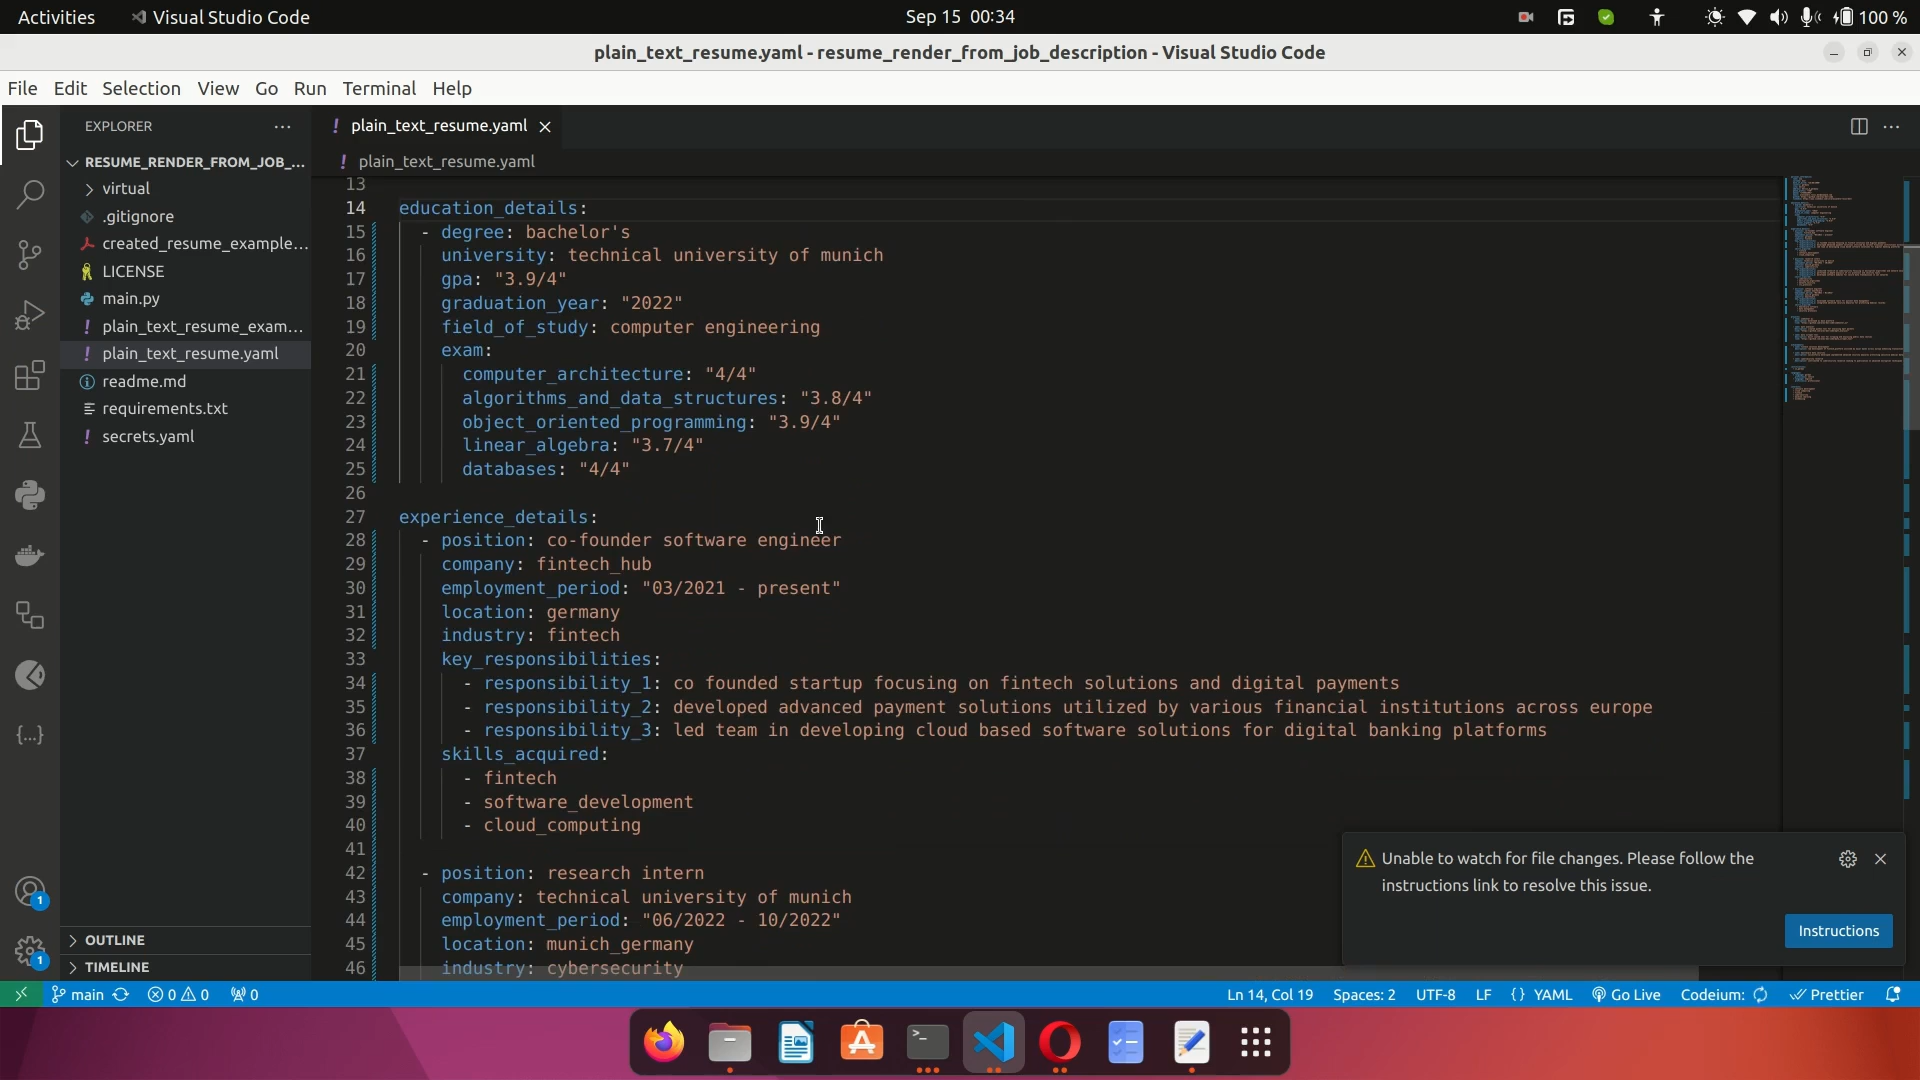 Activities Visual Studio Code Sep 15 00:34 100 %
plain_text_resume.yaml - resume_render_from_job_description - Visual Studio Code
File Edit Selection View Go Run Terminal Help
EXPLORER
RESUME_RENDER_FROM_JOB_...
virtual
.gitignore
created_resume_example...
LICENSE
main.py
plain_text_resume_exam...
plain_text_resume.yaml
readme.md
requirements.txt
secrets.yaml
OUTLINE
TIMELINE
plain_text_resume.yaml
plain_text_resume.yaml
13
14 education_details:
15 - degree: bachelor's
16 university: technical university of munich
17 gpa: "3.9/4"
18 graduation_year: "2022"
19 field_of_study: computer engineering
20 exam:
21 computer_architecture: "4/4"
22 algorithms_and_data_structures: "3.8/4"
23 object_oriented_programming: "3.9/4"
24 linear_algebra: "3.7/4"
25 databases: "4/4"
26
27 experience_details:
28 - position: co-founder software engineer
29 company: fintech_hub
30 employment_period: "03/2021 - present"
31 location: germany
32 industry: fintech
33 key_responsibilities:
34 - responsibility_1: co founded startup focusing on fintech solutions and digital payments
35 - responsibility_2: developed advanced payment solutions utilized by various financial institutions across europe
36 - responsibility_3: led team in developing cloud based software solutions for digital banking platforms
37 skills_acquired:
38 - fintech
39 - software_development
40 - cloud_computing
41
42 - position: research intern
43 company: technical university of munich
44 employment_period: "06/2022 - 10/2022"
45 location: munich_germany
46 industry: cybersecurity
Unable to watch for file changes. Please follow the
instructions link to resolve this issue.
Instructions
1
1
main 0 0 0 Ln 14, Col 19 Spaces: 2 UTF-8 LF {} YAML Go Live Codeium: Prettier